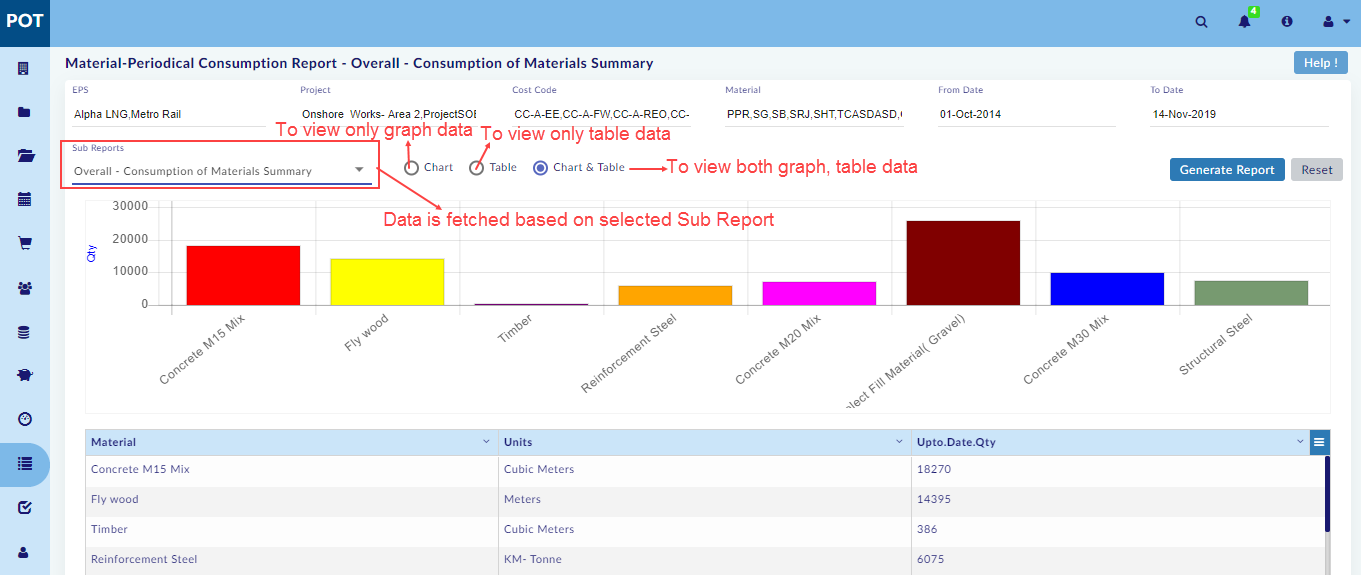 POT
4
Material-Periodical Consumption Report - Overall - Consumption of Materials Summary
Help !
EPS
Project
Cost Code
Material
From Date
To Date
Alpha LNG,Metro Rail
Onshore Works- Area 2,ProjectSOE
CC-A-EE,CC-A-FW,CC-A-REO,CC-
PPR,SG,SB,SRJ,SHT,TCASDASD,
01-Oct-2014
14-Nov-2019
To view only graph data
To view only table data
Sub Reports
Overall - Consumption of Materials Summary
Chart
Table
Chart & Table
To view both graph, table data
Generate Report
Reset
Data is fetched based on selected Sub Report
Qty
30000
20000
10000
0
Concrete M15 Mix
Fly wood
Timber
Reinforcement Steel
Concrete M20 Mix
lect Fill Material( Gravel)
Concrete M30 Mix
Structural Steel
Material Units Upto.Date.Qty
Concrete M15 Mix Cubic Meters 18270
Fly wood Meters 14395
Timber Cubic Meters 386
Reinforcement Steel KM- Tonne 6075